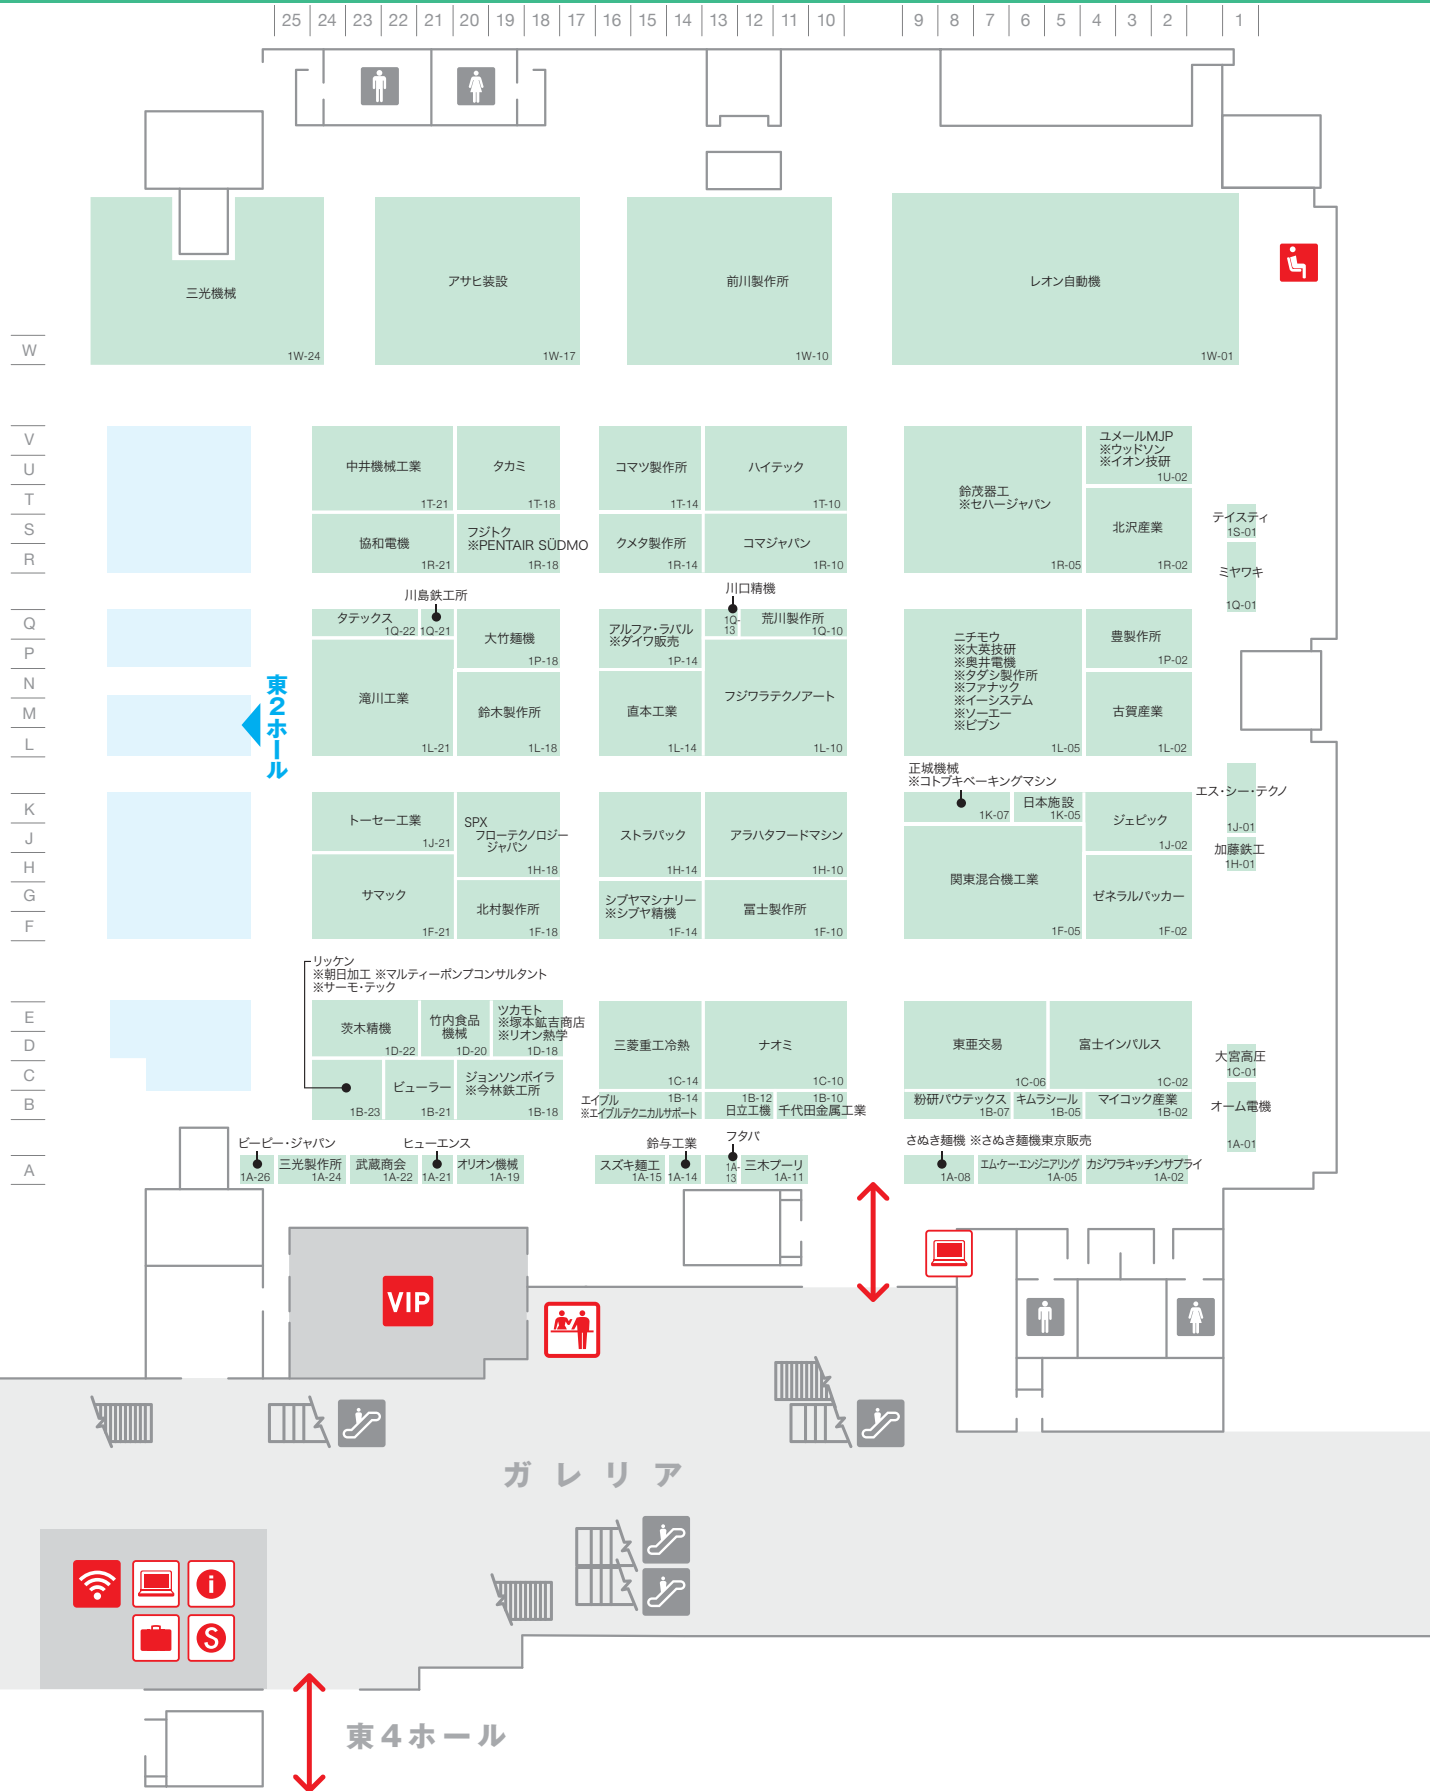 25 24 23 22 21 20 19 18 17 16 15 14 13 12 11 10 9 8 7 6 5 4 3 2 1
三光機械
1W-24
アサヒ装設
1W-17
前川製作所
1W-10
レオン自動機
1W-01
W
V
U
T
S
R
中井機械工業
1T-21
タカミ
1T-18
コマツ製作所
1T-14
ハイテック
1T-10
鈴茂器工
※セハージャパン
1R-05
ユメールMJP
※ウッドソン
※イオン技研
1U-02
北沢産業
1R-02
テイスティ
1S-01
ミヤワキ
1Q-01
協和電機
1R-21
フジトク
※PENTAIR SÜDMO
1R-18
クメタ製作所
1R-14
コマジャパン
1R-10
Q
P
N
M
L
川島鉄工所
1Q-21
タテックス
1Q-22
大竹麺機
1P-18
滝川工業
1L-21
鈴木製作所
1L-18
アルファ・ラバル
※ダイワ販売
1P-14
直本工業
1L-14
川口精機
1Q-
13
荒川製作所
1Q-10
フジワラテクノアート
1L-10
ニチモウ
※大英技研
※奥井電機
※タダシ製作所
※ファナック
※イーシステム
※ソーエー
※ビブン
1L-05
豊製作所
1P-02
古賀産業
1L-02
東2ホール
K
J
H
G
F
トーセー工業
1J-21
SPX
フローテクノロジー
ジャパン
1H-18
サマック
1F-21
北村製作所
1F-18
ストラパック
1H-14
アラハタフードマシン
1H-10
シブヤマシナリー
※シブヤ精機
1F-14
冨士製作所
1F-10
正城機械
※コトブキベーキングマシン
1K-07
日本施設
1K-05
ジェピック
1J-02
関東混合機工業
1F-05
ゼネラルパッカー
1F-02
エス・シー・テクノ
1J-01
加藤鉄工
1H-01
E
D
C
B
リッケン
※朝日加工 ※マルティーポンプコンサルタント
※サーモ・テック
1B-23
茨木精機
1D-22
竹内食品
機械
1D-20
ツカモト
※塚本鉱吉商店
※リオン熱学
1D-18
ビューラー
1B-21
ジョンソンボイラ
※今林鉄工所
1B-18
三菱重工冷熱
1C-14
ナオミ
1C-10
エイブル
※エイブルテクニカルサポート
1B-14
1B-12
日立工機
1B-10
千代田金属工業
東亜交易
1C-06
富士インパルス
1C-02
粉研パウテックス
1B-07
キムラシール
1B-05
マイコック産業
1B-02
大宮高圧
1C-01
オーム電機
1A-01
A
ビービー・ジャパン
1A-26
三光製作所
1A-24
武蔵商会
1A-22
ヒューエンス
1A-21
オリオン機械
1A-19
スズキ麺工
1A-15
鈴与工業
1A-14
フタバ
1A-
13
三木プーリ
1A-11
さぬき麺機 ※さぬき麺機東京販売
1A-08
エム・ケー・エンジニアリング
1A-05
カジワラキッチンサプライ
1A-02
VIP
ガレリア
i
S
東4ホール